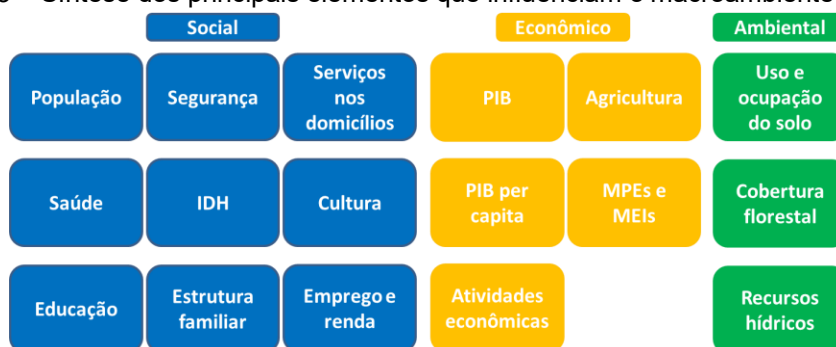 Síntese dos principais elementos que influenciam o macroambiente
Social
Econômico
Ambiental
População
Segurança
Serviços
nos
domicílios
PIB
Agricultura
Uso e
ocupação
do solo
Saúde
IDH
Cultura
PIB per
capita
MPEs e
MEIs
Cobertura
florestal
Educação
Estrutura
familiar
Emprego e
renda
Atividades
econômicas
Recursos
hídricos